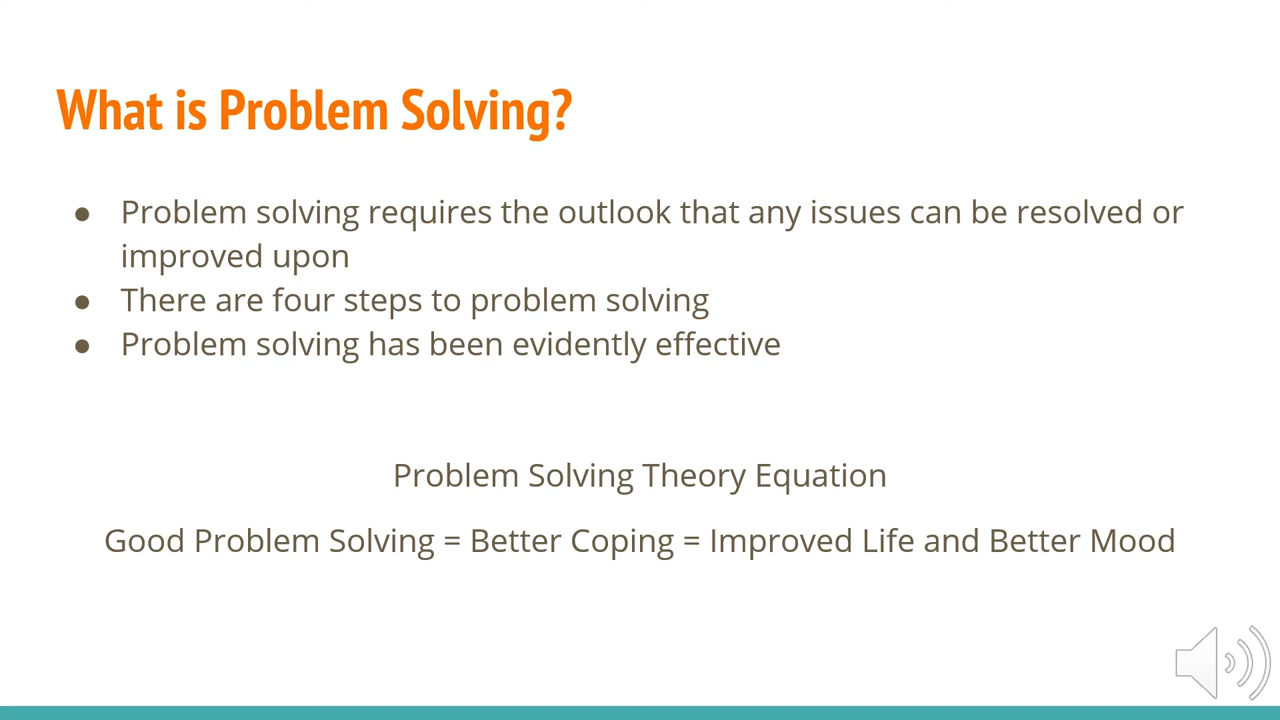 What is Problem Solving?
● Problem solving requires the outlook that any issues can be resolved or
improved upon
● There are four steps to problem solving
● Problem solving has been evidently effective
Problem Solving Theory Equation
Good Problem Solving = Better Coping = Improved Life and Better Mood